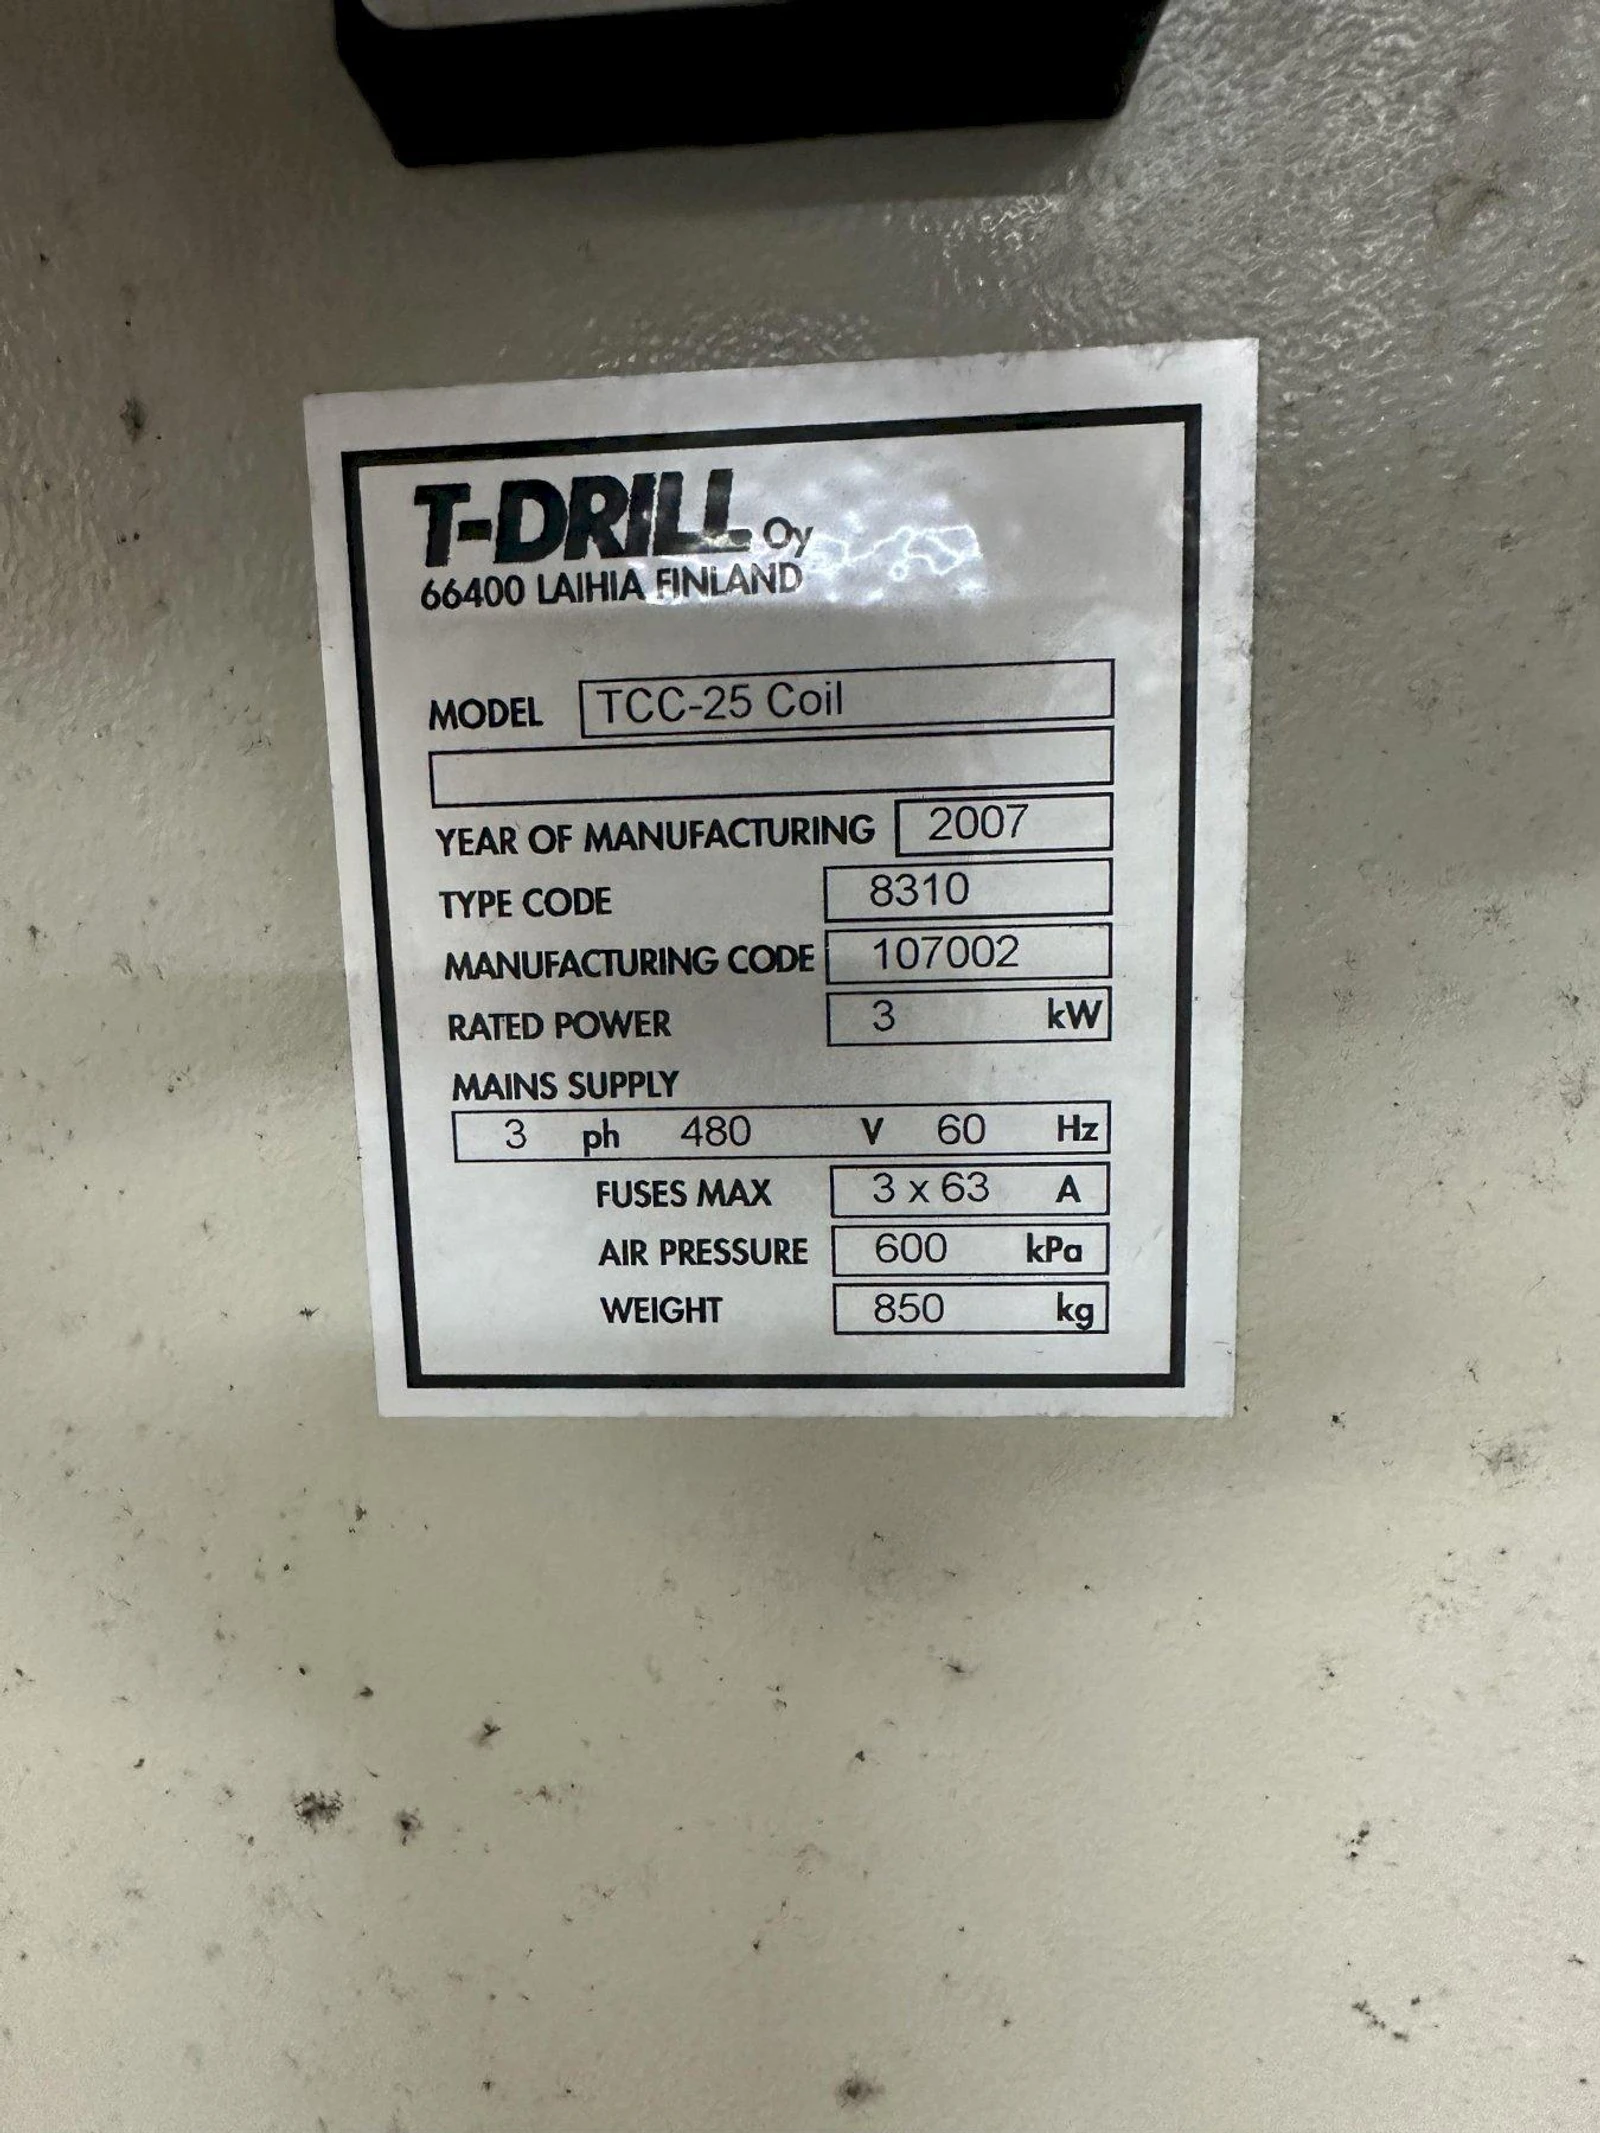 T-DRILL Oy
66400 LAIHIA FINLAND
MODEL TCC-25 Coil
YEAR OF MANUFACTURING 2007
TYPE CODE 8310
MANUFACTURING CODE 107002
RATED POWER 3 kW
MAINS SUPPLY
3 ph 480 V 60 Hz
FUSES MAX 3 x 63 A
AIR PRESSURE 600 kPa
WEIGHT 850 kg